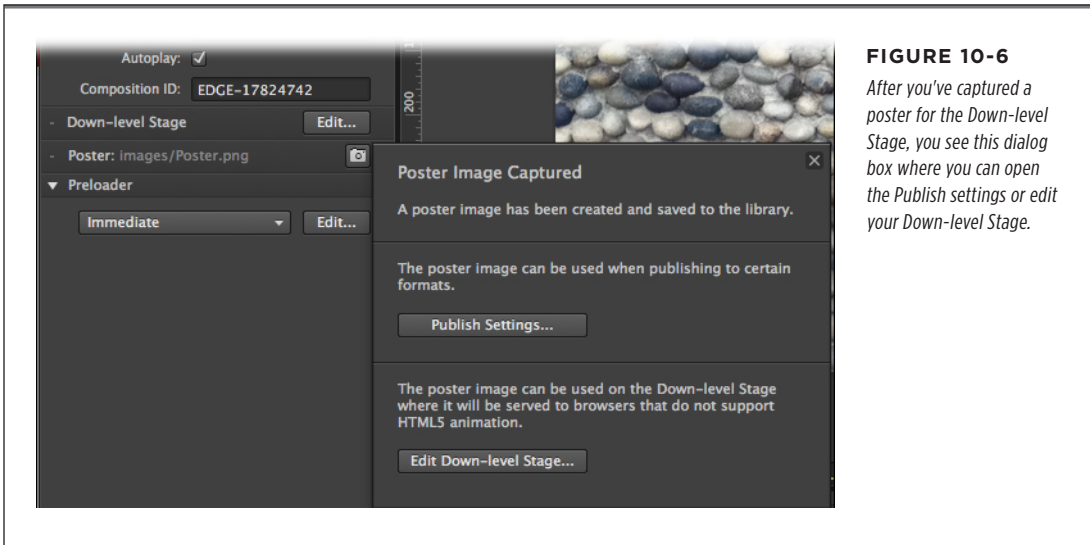 Autoplay:
Composition ID: EDGE-17824742
Down-level Stage Edit...
Poster: images/Poster.png
Preloader
Immediate Edit...
200
Poster Image Captured
A poster image has been created and saved to the library.
The poster image can be used when publishing to certain
formats.
Publish Settings...
The poster image can be used on the Down-level Stage
where it will be served to browsers that do not support
HTML5 animation.
Edit Down-level Stage...
FIGURE 10-6
After you've captured a
poster for the Down-level
Stage, you see this dialog
box where you can open
the Publish settings or edit
your Down-level Stage.